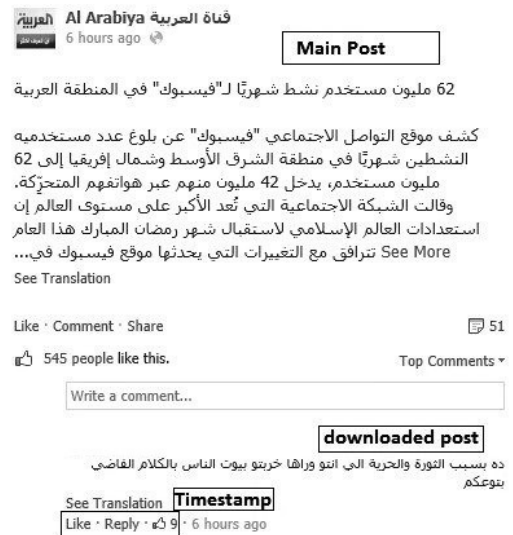 العربية
Al Arabiya قناة العربية
6 hours ago
Main Post
62 مليون مستخدم نشط شهريًا لـ"فيسبوك" في المنطقة العربية
كشف موقع التواصل الاجتماعي "فيسبوك" عن بلوغ عدد مستخدميه
النشطين شهريًا في منطقة الشرق الأوسط وشمال إفريقيا إلى 62
مليون مستخدم، يدخل 42 مليون منهم عبر هواتفهم المتحرّكة.
وقالت الشبكة الاجتماعية التي تُعد الأكبر على مستوى العالم إن
استعدادات العالم الإسلامي لاستقبال شهر رمضان المبارك هذا العام
تترافق مع التغييرات التي يحدثها موقع فيسبوك في... See More
See Translation
Like · Comment · Share 51
545 people like this. Top Comments
Write a comment...
downloaded post
ده بسبب الثورة والحرية الي انتو وراها خربتو بيوت الناس بالكلام الفاضي
بتوعكم
See Translation Timestamp
Like · Reply · 9 · 6 hours ago